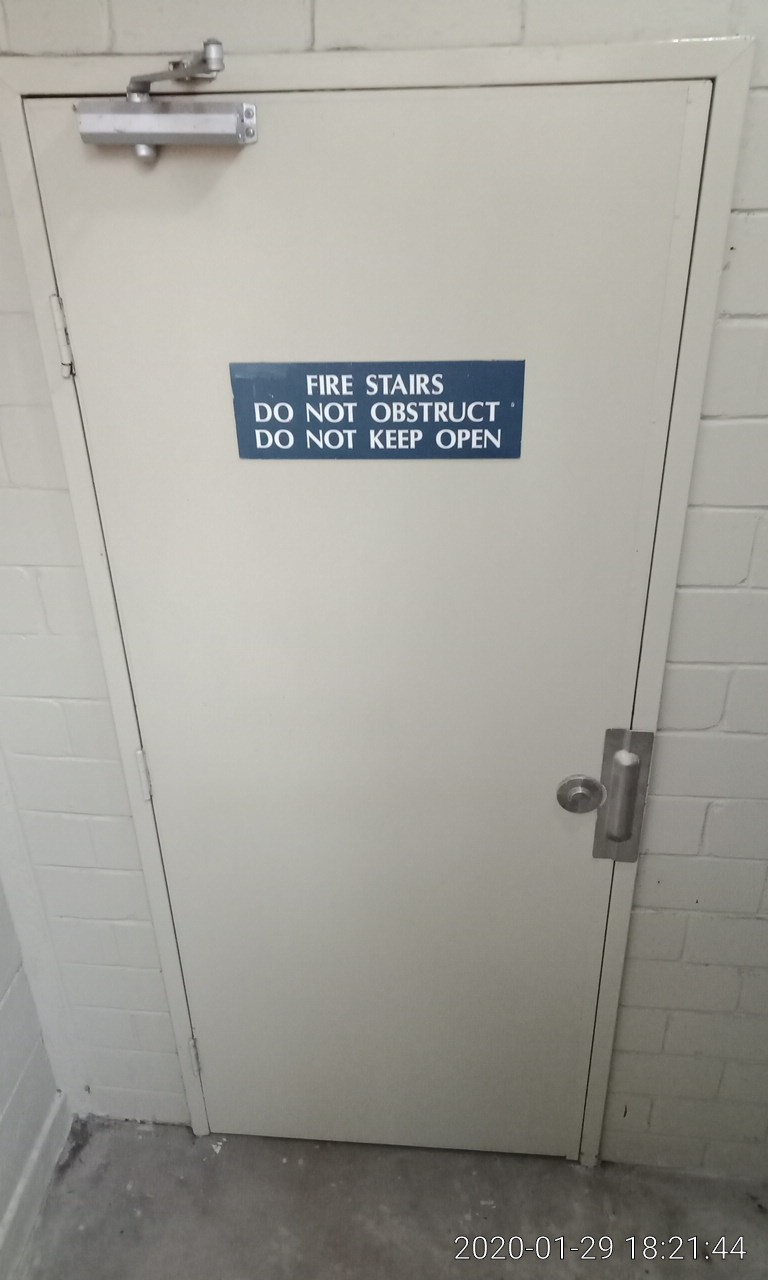 FIRE STAIRS
DO NOT OBSTRUCT
DO NOT KEEP OPEN
2020-01-29 18:21:44